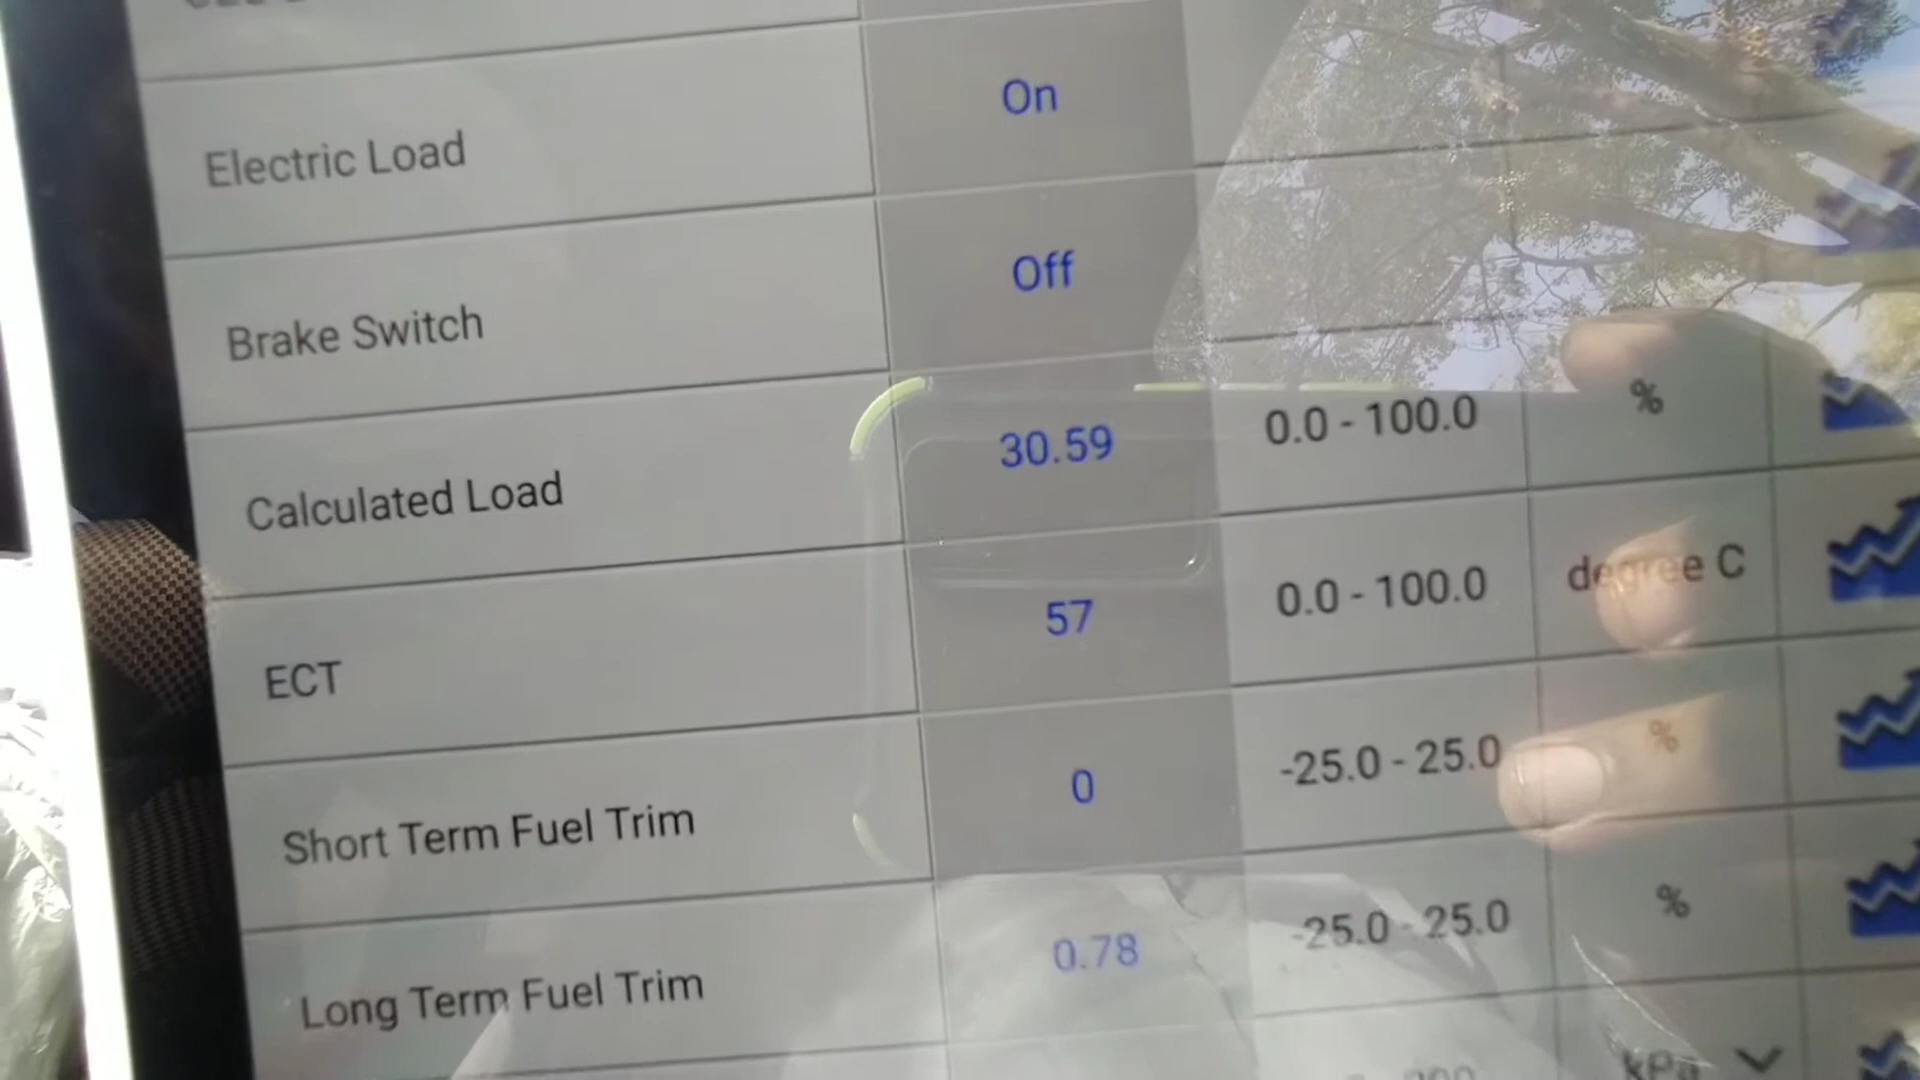 Electric Load On
Brake Switch Off
Calculated Load 30.59 0.0 - 100.0 %
ECT 57 0.0 - 100.0 degree C
Short Term Fuel Trim 0 -25.0 - 25.0 %
Long Term Fuel Trim 0.78 -25.0 - 25.0 %
kPa